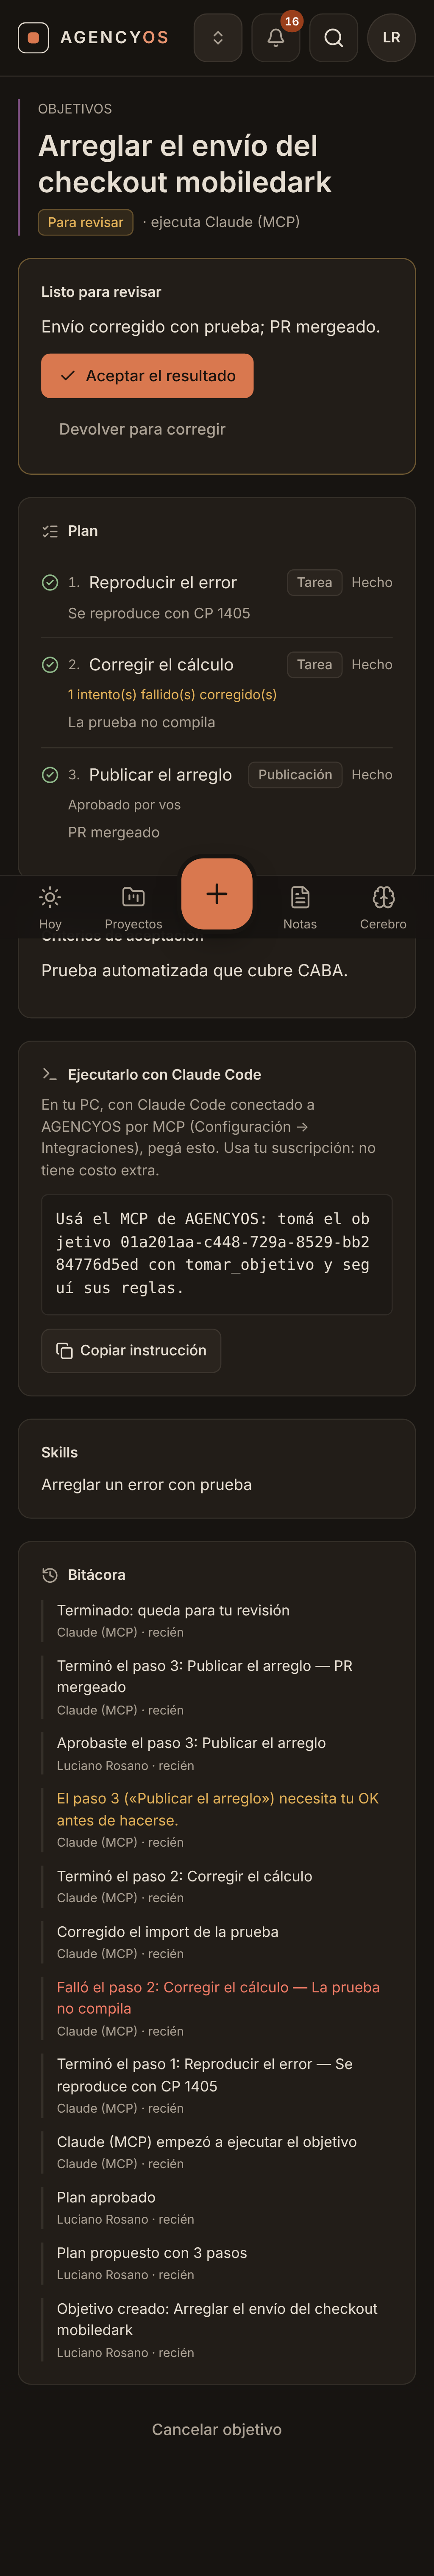 AGENCYOS
16
LR
OBJETIVOS
Arreglar el envío del
checkout mobiledark
Para revisar · ejecuta Claude (MCP)
Listo para revisar
Envío corregido con prueba; PR mergeado.
Aceptar el resultado
Devolver para corregir
Plan
1. Reproducir el error Tarea Hecho
Se reproduce con CP 1405
2. Corregir el cálculo Tarea Hecho
1 intento(s) fallido(s) corregido(s)
La prueba no compila
3. Publicar el arreglo Publicación Hecho
Aprobado por vos
PR mergeado
Hoy Proyectos Notas Cerebro
Criterios de aceptación
Prueba automatizada que cubre CABA.
Ejecutarlo con Claude Code
En tu PC, con Claude Code conectado a
AGENCYOS por MCP (Configuración →
Integraciones), pegá esto. Usa tu suscripción: no
tiene costo extra.
Usá el MCP de AGENCYOS: tomá el ob
jetivo 01a201aa-c448-729a-8529-bb2
84776d5ed con tomar_objetivo y seg
uí sus reglas.
Copiar instrucción
Skills
Arreglar un error con prueba
Bitácora
Terminado: queda para tu revisión
Claude (MCP) · recién
Terminó el paso 3: Publicar el arreglo — PR
mergeado
Claude (MCP) · recién
Aprobaste el paso 3: Publicar el arreglo
Luciano Rosano · recién
El paso 3 («Publicar el arreglo») necesita tu OK
antes de hacerse.
Claude (MCP) · recién
Terminó el paso 2: Corregir el cálculo
Claude (MCP) · recién
Corregido el import de la prueba
Claude (MCP) · recién
Falló el paso 2: Corregir el cálculo — La prueba
no compila
Claude (MCP) · recién
Terminó el paso 1: Reproducir el error — Se
reproduce con CP 1405
Claude (MCP) · recién
Claude (MCP) empezó a ejecutar el objetivo
Claude (MCP) · recién
Plan aprobado
Luciano Rosano · recién
Plan propuesto con 3 pasos
Luciano Rosano · recién
Objetivo creado: Arreglar el envío del checkout
mobiledark
Luciano Rosano · recién
Cancelar objetivo